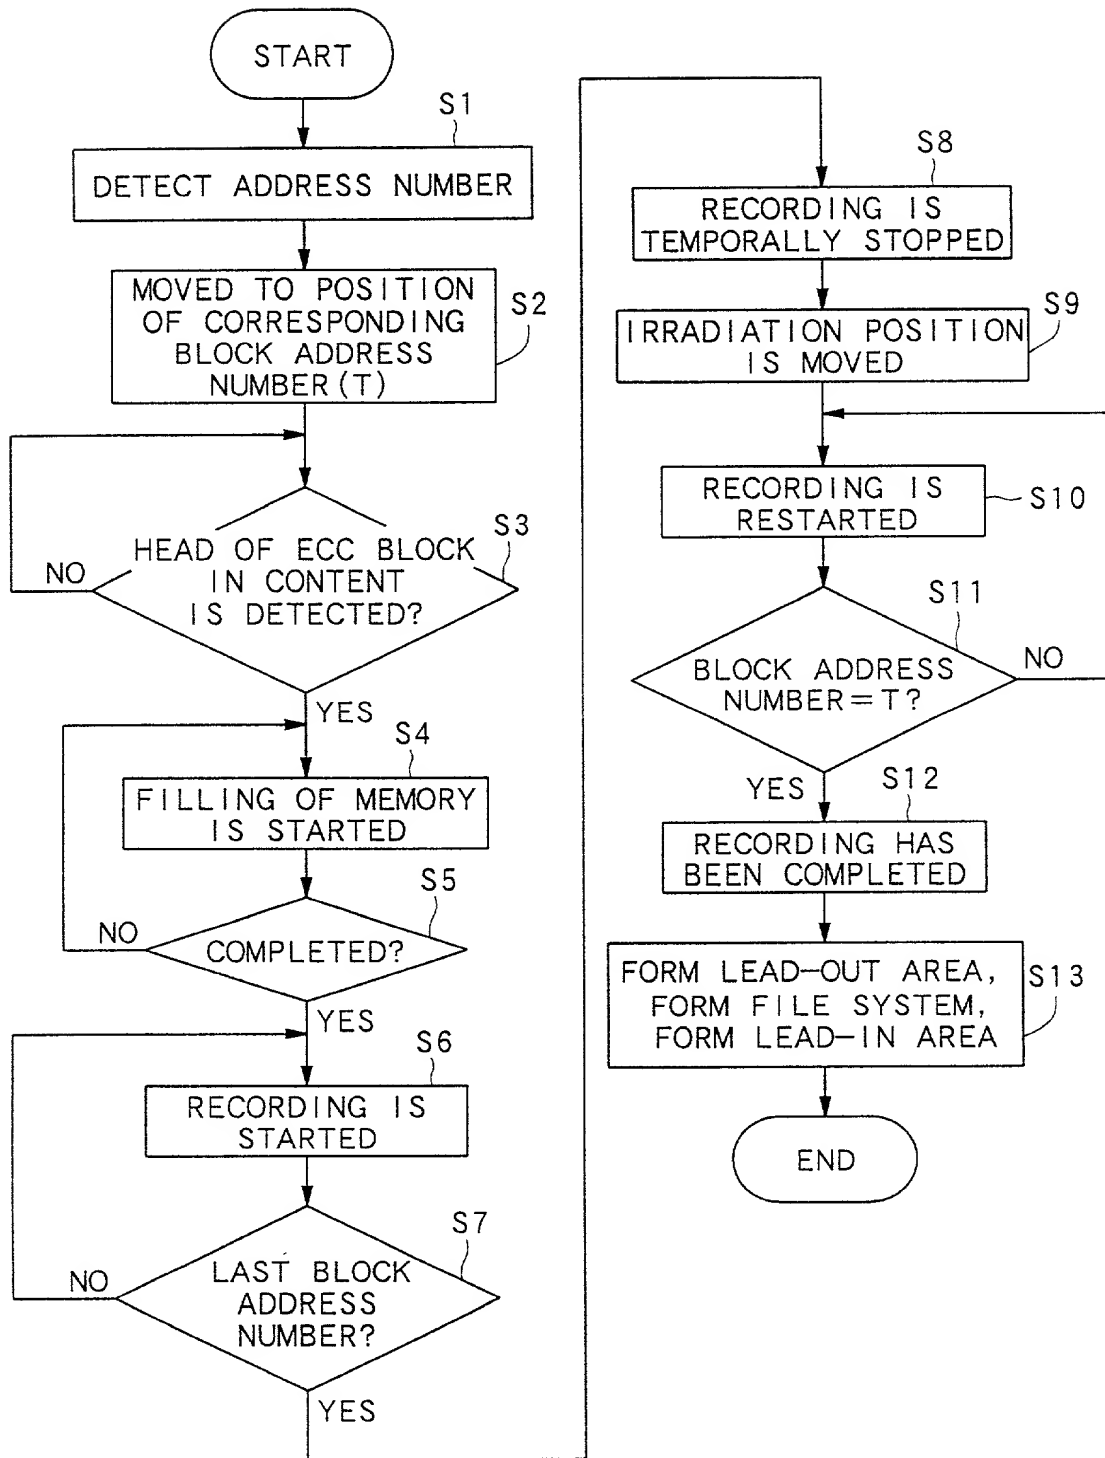 START
S1
DETECT ADDRESS NUMBER
MOVED TO POSITION
OF CORRESPONDING
BLOCK ADDRESS
NUMBER(T)
S2
S3
HEAD OF ECC BLOCK
IN CONTENT
IS DETECTED?
NO
YES
S4
FILLING OF MEMORY
IS STARTED
S5
COMPLETED?
NO
YES
S6
RECORDING IS
STARTED
S7
LAST BLOCK
ADDRESS
NUMBER?
NO
YES
S8
RECORDING IS
TEMPORALLY STOPPED
S9
IRRADIATION POSITION
IS MOVED
RECORDING IS
RESTARTED
S10
S11
BLOCK ADDRESS
NUMBER=T?
NO
YES
S12
RECORDING HAS
BEEN COMPLETED
FORM LEAD-OUT AREA,
FORM FILE SYSTEM,
FORM LEAD-IN AREA
S13
END